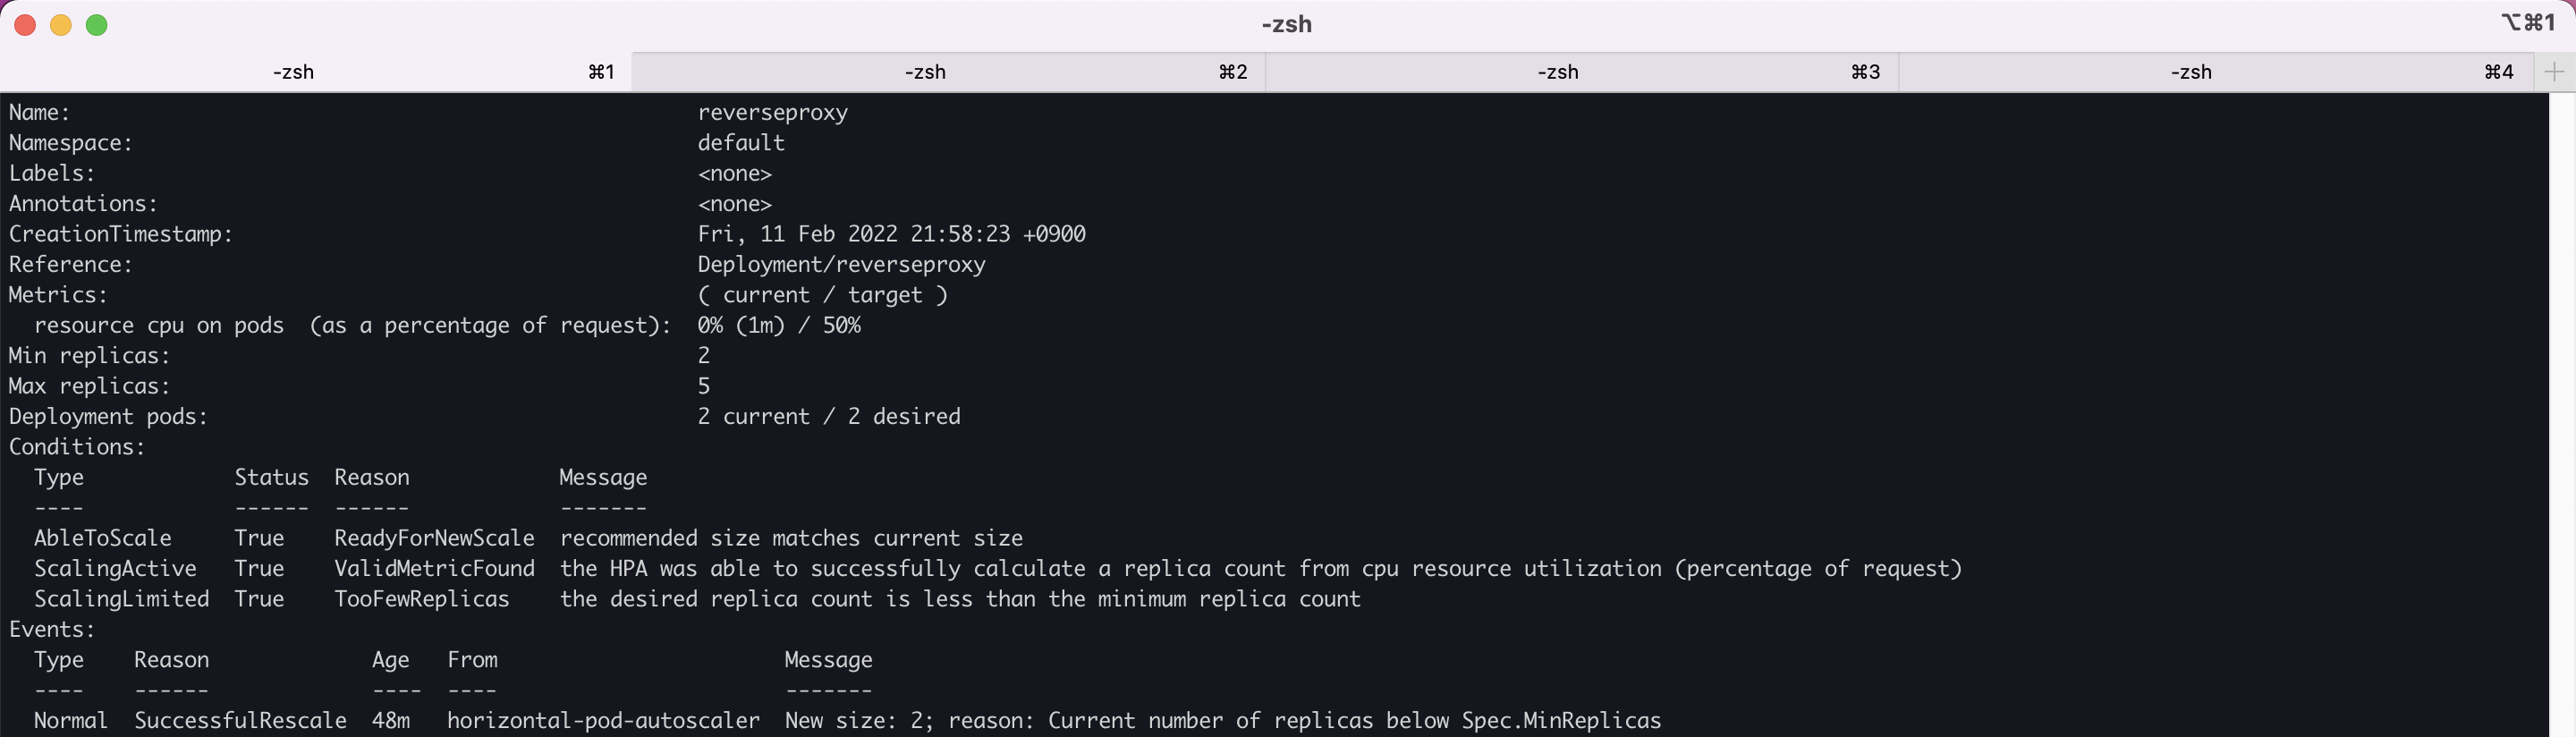 -zsh ⌥⌘1
-zsh ⌘1 -zsh ⌘2 -zsh ⌘3 -zsh ⌘4 +
Name: reverseproxy
Namespace: default
Labels: <none>
Annotations: <none>
CreationTimestamp: Fri, 11 Feb 2022 21:58:23 +0900
Reference: Deployment/reverseproxy
Metrics: ( current / target )
  resource cpu on pods  (as a percentage of request):  0% (1m) / 50%
Min replicas: 2
Max replicas: 5
Deployment pods: 2 current / 2 desired
Conditions:
  Type            Status  Reason            Message
  ----            ------  ------            -------
  AbleToScale     True    ReadyForNewScale  recommended size matches current size
  ScalingActive   True    ValidMetricFound  the HPA was able to successfully calculate a replica count from cpu resource utilization (percentage of request)
  ScalingLimited  True    TooFewReplicas    the desired replica count is less than the minimum replica count
Events:
  Type    Reason             Age   From                       Message
  ----    ------             ----  ----                       -------
  Normal  SuccessfulRescale  48m   horizontal-pod-autoscaler  New size: 2; reason: Current number of replicas below Spec.MinReplicas